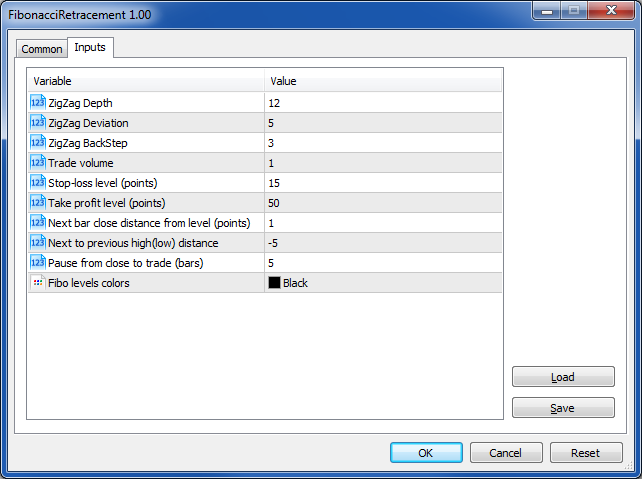 FibonacciRetracement 1.00
Common Inputs
Variable Value
123 ZigZag Depth 12
123 ZigZag Deviation 5
123 ZigZag BackStep 3
123 Trade volume 1
123 Stop-loss level (points) 15
123 Take profit level (points) 50
123 Next bar close distance from level (points) 1
123 Next to previous high(low) distance -5
123 Pause from close to trade (bars) 5
Fibo levels colors Black
Load
Save
OK Cancel Reset